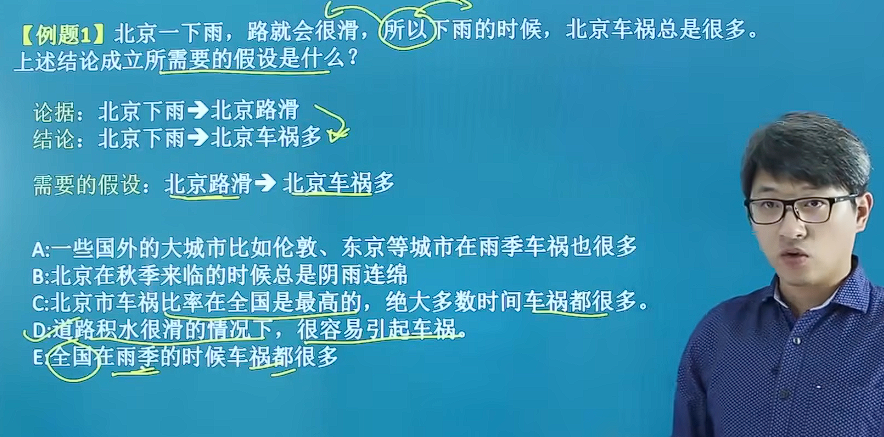 【例题1】北京一下雨，路就会很滑，所以下雨的时候，北京车祸总是很多。
上述结论成立所需要的假设是什么？
论据：北京下雨➔北京路滑
结论：北京下雨➔北京车祸多
需要的假设：北京路滑➔ 北京车祸多
A:一些国外的大城市比如伦敦、东京等城市在雨季车祸也很多
B:北京在秋季来临的时候总是阴雨连绵
C:北京市车祸比率在全国是最高的，绝大多数时间车祸都很多。
D:道路积水很滑的情况下，很容易引起车祸。
E:全国在雨季的时候车祸都很多